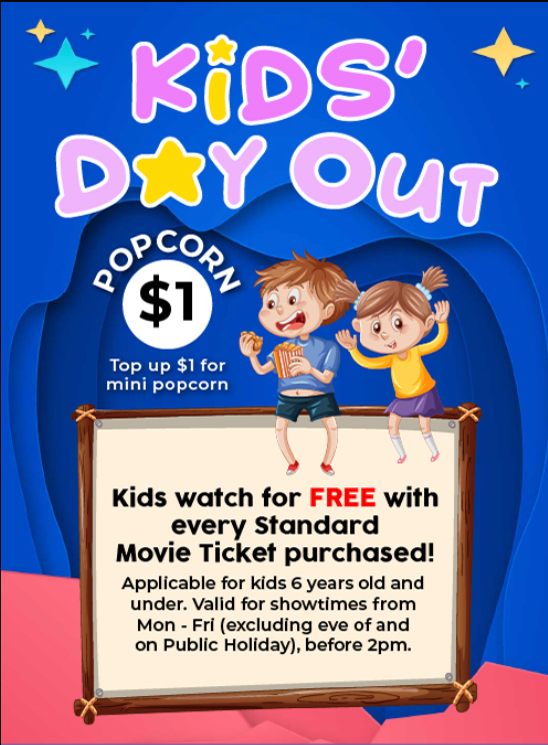 KiDS'
DAY OUT
POPCORN
$1
Top up $1 for
mini popcorn
Kids watch for FREE with
every Standard
Movie Ticket purchased!
Applicable for kids 6 years old and
under. Valid for showtimes from
Mon - Fri (excluding eve of and
on Public Holiday), before 2pm.